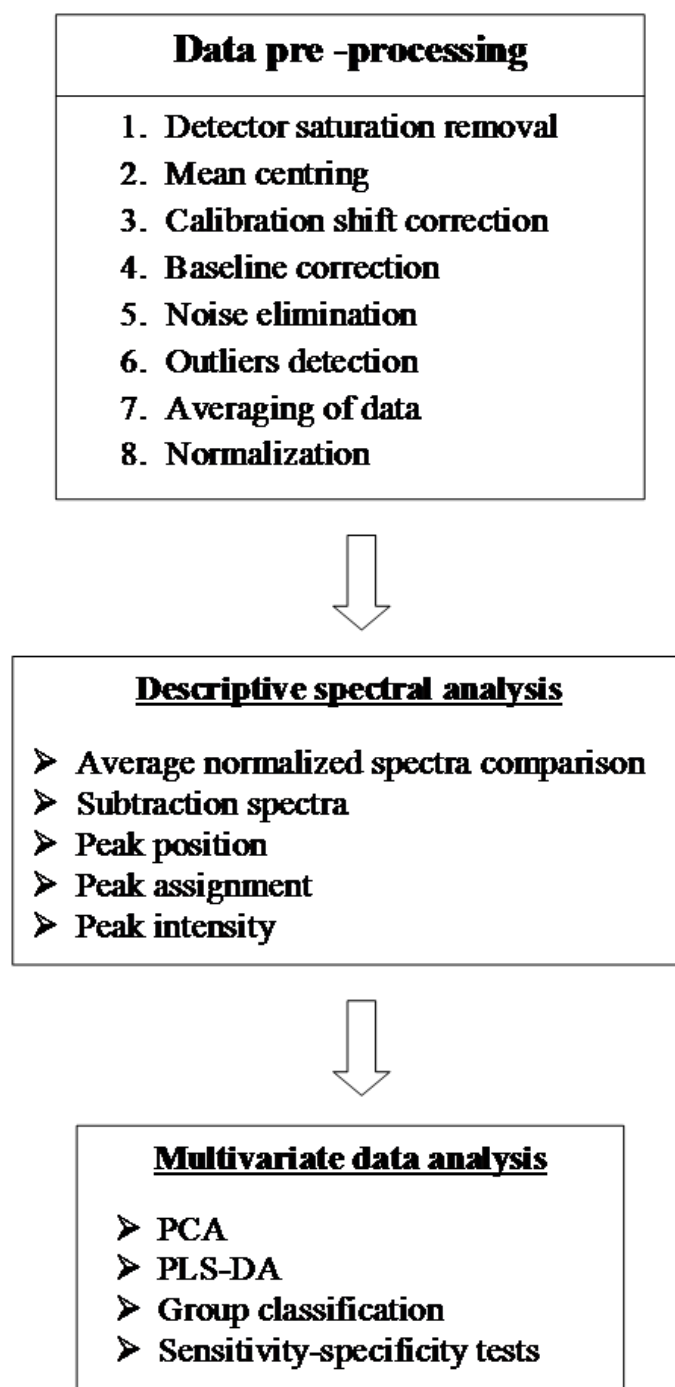 Data pre -processing
1. Detector saturation removal
2. Mean centring
3. Calibration shift correction
4. Baseline correction
5. Noise elimination
6. Outliers detection
7. Averaging of data
8. Normalization
Descriptive spectral analysis
➢ Average normalized spectra comparison
➢ Subtraction spectra
➢ Peak position
➢ Peak assignment
➢ Peak intensity
Multivariate data analysis
➢ PCA
➢ PLS-DA
➢ Group classification
➢ Sensitivity-specificity tests